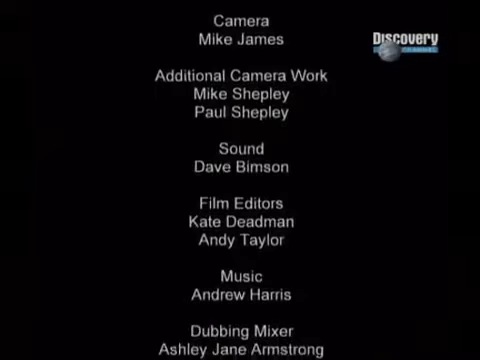 Camera
Mike James
Discovery
CHANNEL
Additional Camera Work
Mike Shepley
Paul Shepley
Sound
Dave Bimson
Film Editors
Kate Deadman
Andy Taylor
Music
Andrew Harris
Dubbing Mixer
Ashley Jane Armstrong